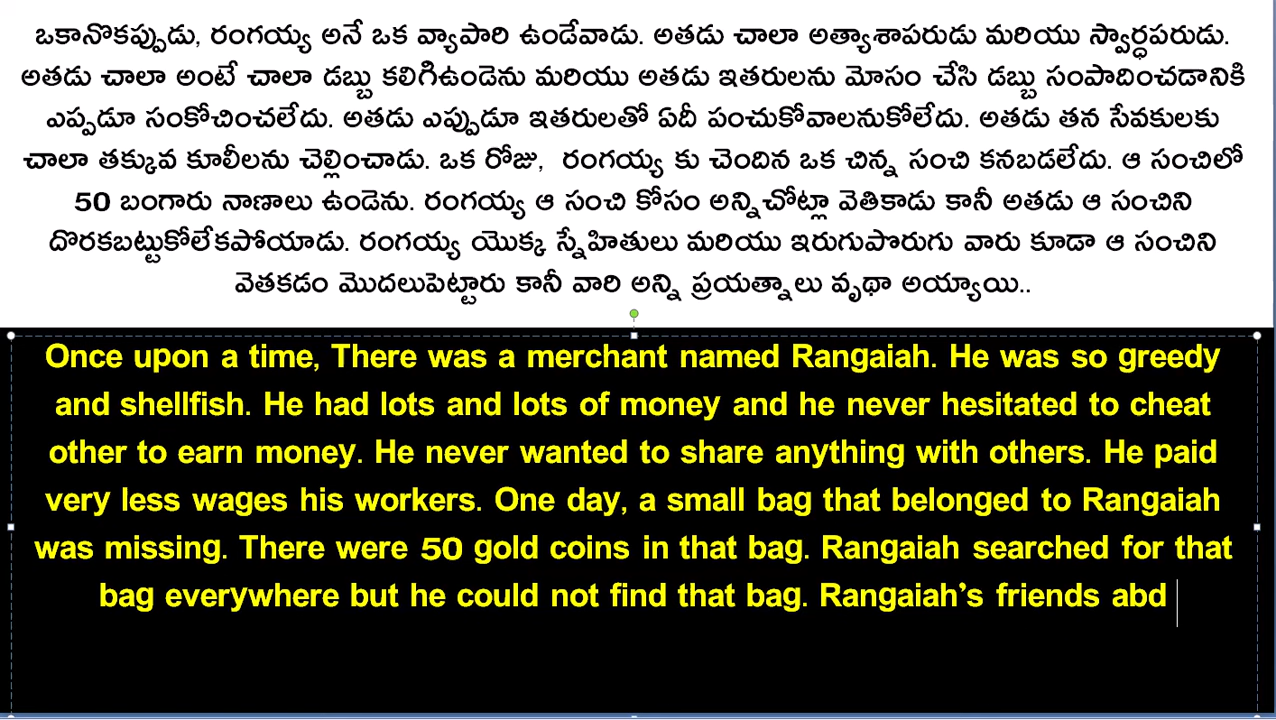 ఒకానొకప్పుడు, రంగయ్య అనే ఒక వ్యాపారి ఉండేవాడు. అతడు చాలా అత్యాశాపరుడు మరియు స్వార్ధపరుడు.
అతడు చాలా అంటే చాలా డబ్బు కలిగిఉండెను మరియు అతడు ఇతరులను మోసం చేసి డబ్బు సంపాదించడానికి
ఎప్పడూ సంకోచించలేదు. అతడు ఎప్పుడూ ఇతరులతో ఏదీ పంచుకోవాలనుకోలేదు. అతడు తన సేవకులకు
చాలా తక్కువ కూలీలను చెల్లించాడు. ఒక రోజు, రంగయ్య కు చెందిన ఒక చిన్న సంచి కనబడలేదు. ఆ సంచిలో
50 బంగారు నాణాలు ఉండెను. రంగయ్య ఆ సంచి కోసం అన్నిచోట్లా వెతికాడు కానీ అతడు ఆ సంచిని
దొరకబట్టుకోలేకపోయాడు. రంగయ్య యొక్క స్నేహితులు మరియు ఇరుగుపొరుగు వారు కూడా ఆ సంచిని
వెతకడం మొదలుపెట్టారు కానీ వారి అన్ని ప్రయత్నాలు వృథా అయ్యాయి..
Once upon a time, There was a merchant named Rangaiah. He was so greedy
and shellfish. He had lots and lots of money and he never hesitated to cheat
other to earn money. He never wanted to share anything with others. He paid
very less wages his workers. One day, a small bag that belonged to Rangaiah
was missing. There were 50 gold coins in that bag. Rangaiah searched for that
bag everywhere but he could not find that bag. Rangaiah's friends abd